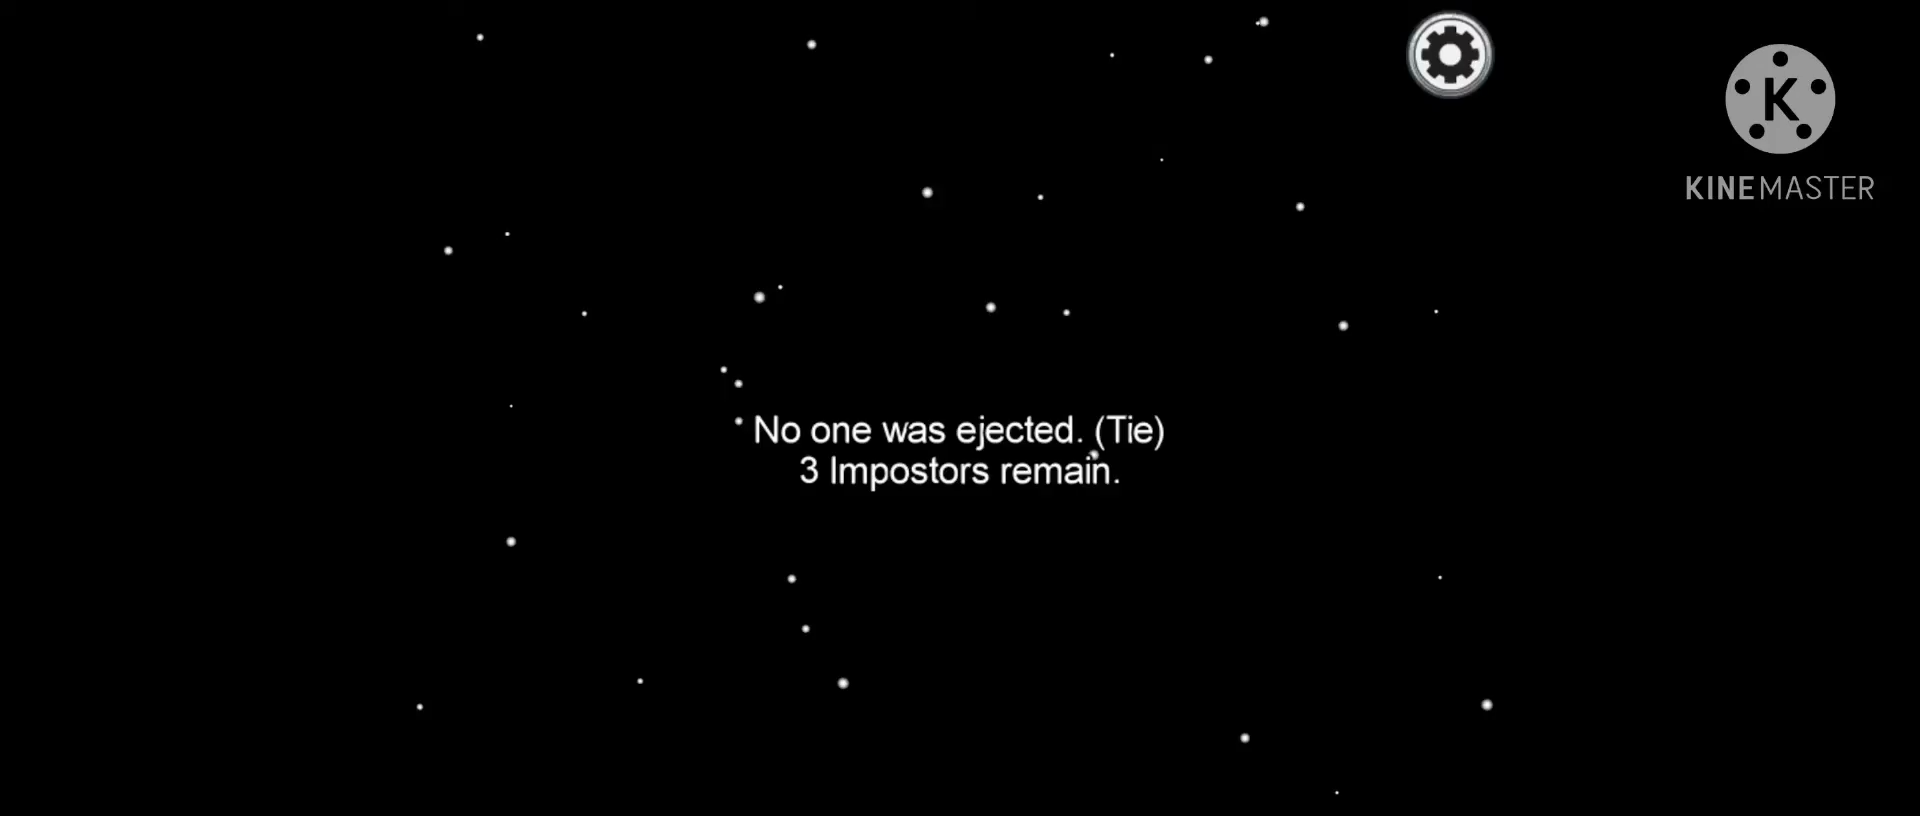 K
KINEMASTER
No one was ejected. (Tie)
3 Impostors remain.